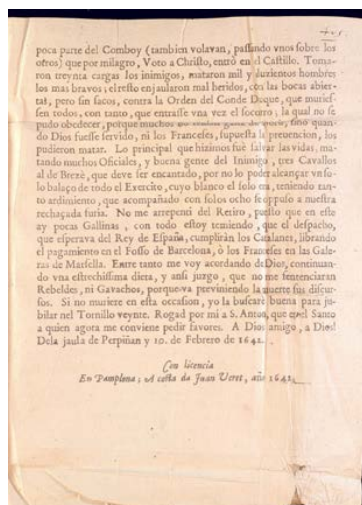 poca parte del Comboy (tambien volavan, passando vnos sobre los
otros) que por milagro, Voto a Christo, entrò en el Castillo. Toma-
ron treynta cargas los inimigos, mataron mil y duzientos hombres
los mas bravos; el resto enjaularon mal heridos, con las bocas abier-
tas, pero sin sacos, contra la Orden del Conde Duque, que muries-
sen todos, con tanto, que entrasse vna vez el socorro; la qual no se
pudo obedecer, porque muchos no sino quan-
do Dios fuesse servido, ni los Franceses, supuesta la prevencion, los
pudieron matar. Lo principal que hizimos fuè salvar las vidas, ma-
tando muchos Oficiales, y buena gente del Inimigo, tres Cavallos
al de Brezè, que deve ser encantado, por no lo poder alcançar vn so-
lo balaço de todo el Exercito, cuyo blanco el solo era, teniendo tan-
to ardimiento, que acompañado con solos ocho se oppuso a nuestra
rechaçada furia. No me arrepenti del Retiro, puesto que en este
ay pocas Gallinas, con todo estoy temiendo, que el despacho,
que esperava del Rey de España, cumpliràn los Catalanes, librando
el pagamiento en el Fosso de Barcelona, ò los Franceses en las Gale-
ras de Marsella. Entre tanto me voy acordando de Dios, continuan-
do vna estrechissima dieta, y ansi juzgo, que no me sentenciaran
Rebeldes, ni Gavachos, porque va previniendo la muerte sus discur-
sos. Si no muriere en esta occasion, yo la buscarè buena para ju-
bilar nel Tornillo veynte. Rogad por mi a S. Anton, que es el Santo
a quien agora me conviene pedir favores. A Dios amigo, a Dios!
Dela jaula de Perpiñan y 10. de Febrero de 1642.
Con licencia
En Pamplona; A costa de Juan Veret, año 1642.